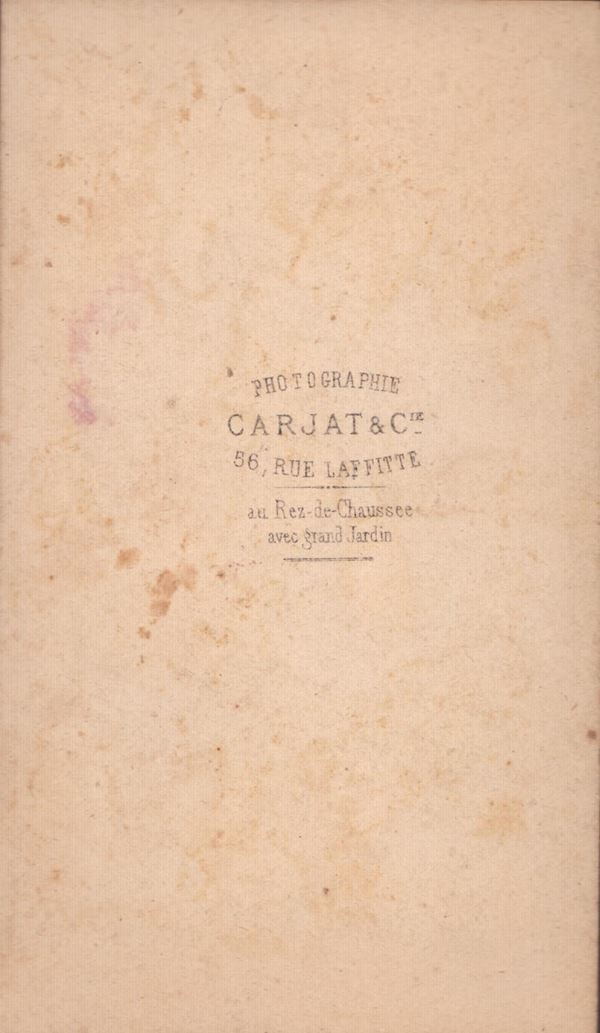 PHOTOGRAPHIE
CARJAT & CIE
56, RUE LAFFITTE
au Rez-de-Chaussee
avec grand Jardin